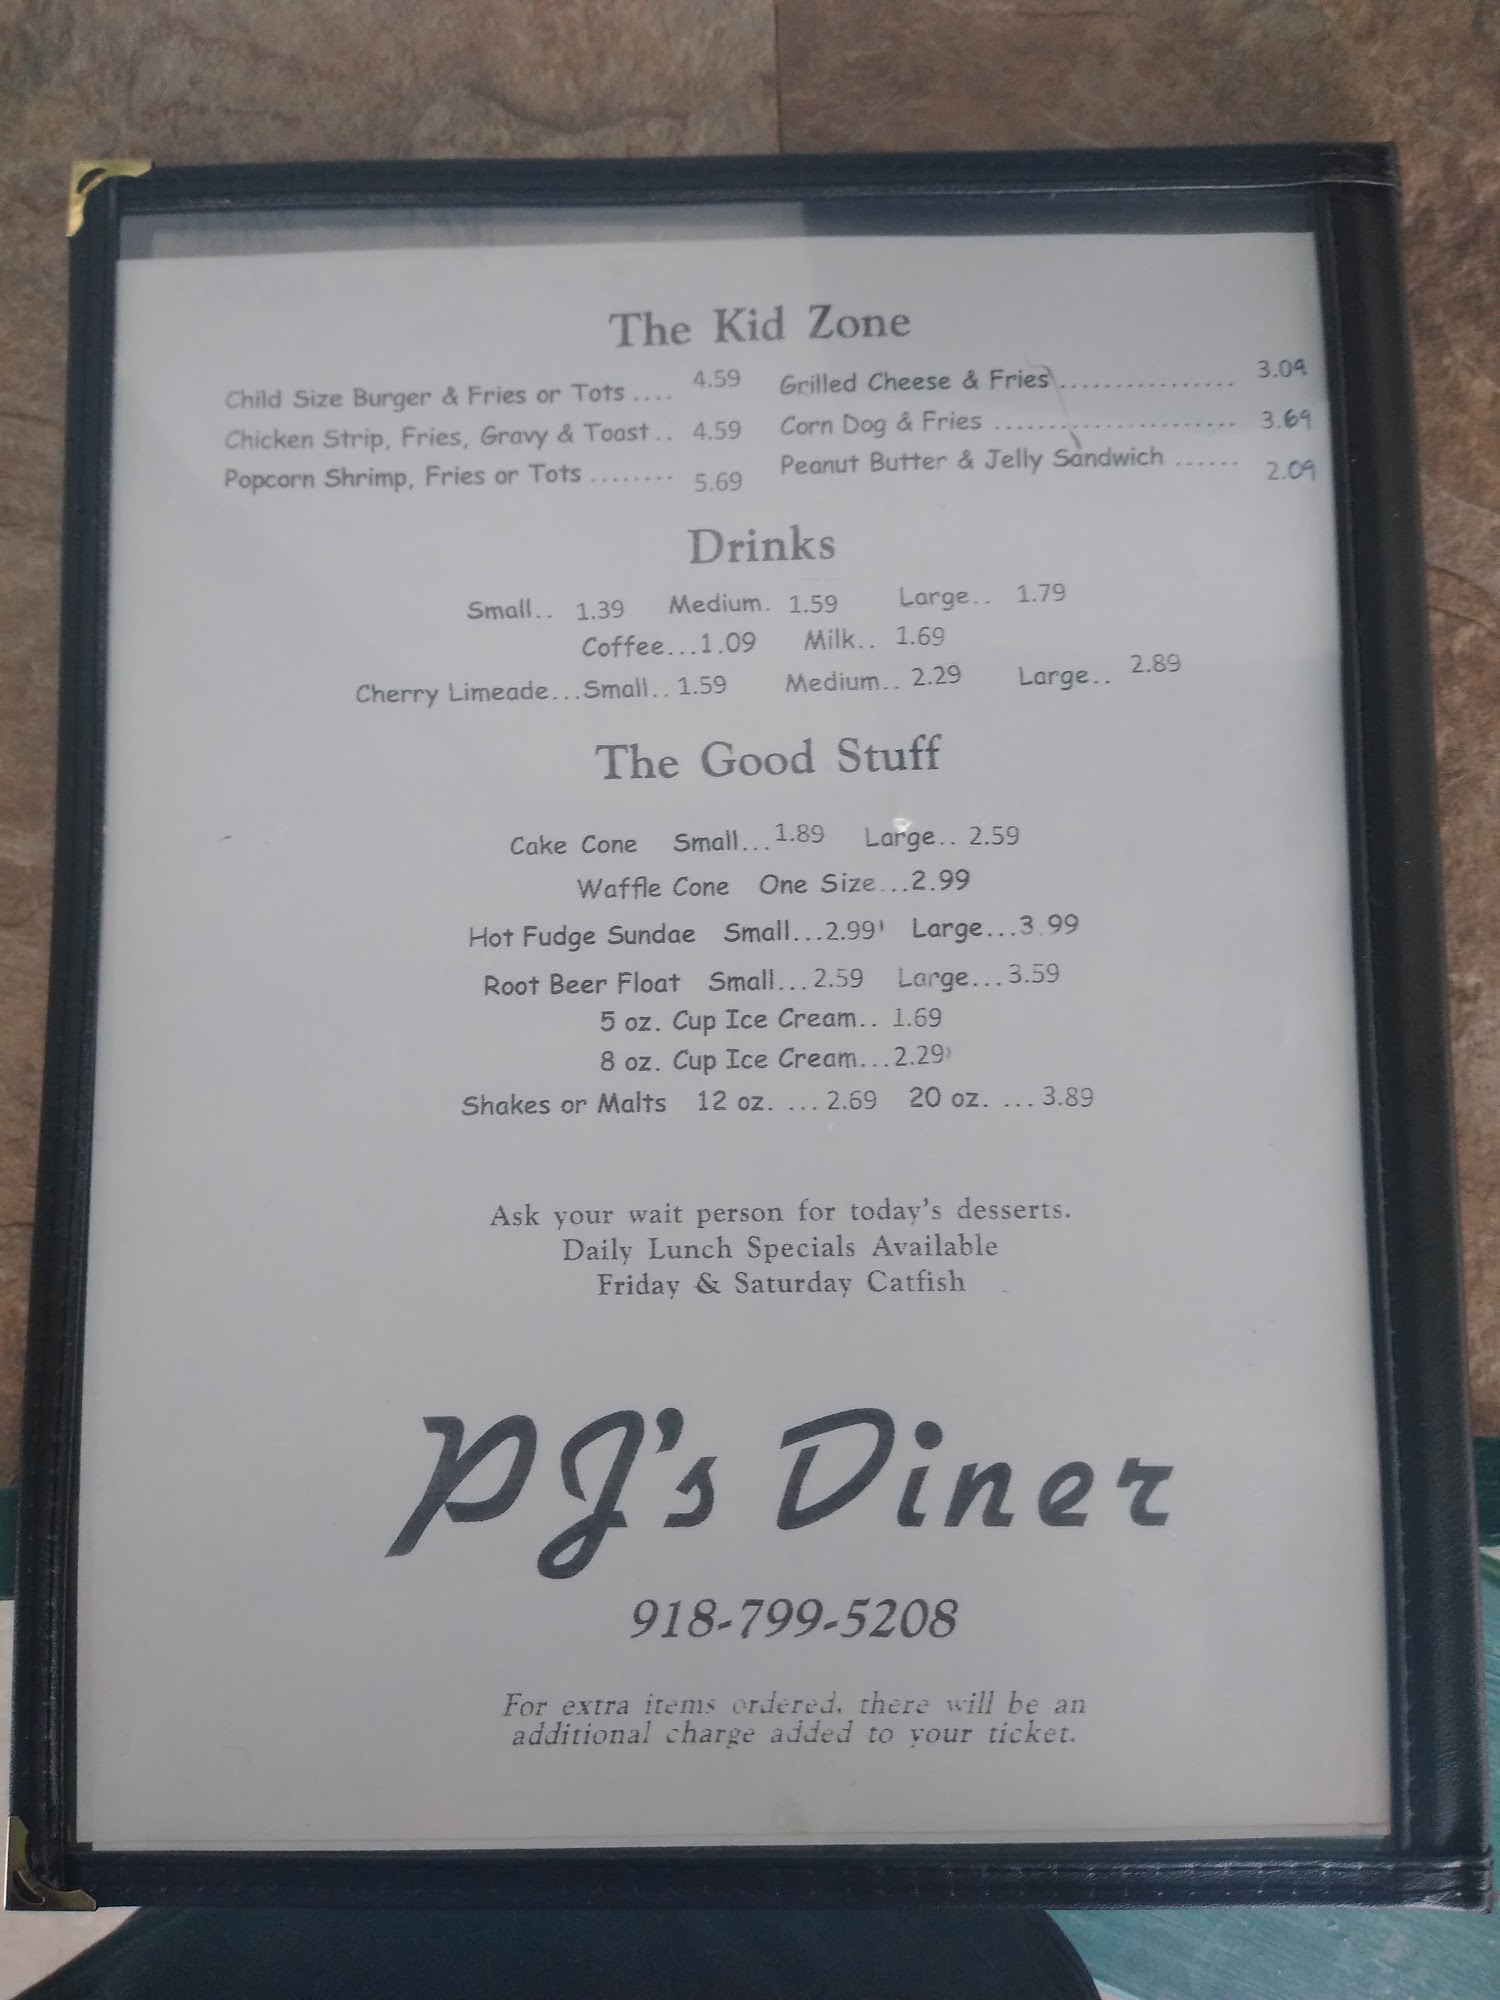 The Kid Zone
Child Size Burger & Fries or Tots .... 4.59
Chicken Strip, Fries, Gravy & Toast.. 4.59
Popcorn Shrimp, Fries or Tots ........ 5.69
Grilled Cheese & Fries ................ 3.09
Corn Dog & Fries ...................... 3.69
Peanut Butter & Jelly Sandwich ...... 2.09
Drinks
Small.. 1.39 Medium. 1.59 Large.. 1.79
Coffee...1.09 Milk.. 1.69
Cherry Limeade...Small.. 1.59 Medium.. 2.29 Large.. 2.89
The Good Stuff
Cake Cone Small...1.89 Large.. 2.59
Waffle Cone One Size...2.99
Hot Fudge Sundae Small...2.99 Large...3.99
Root Beer Float Small...2.59 Large...3.59
5 oz. Cup Ice Cream.. 1.69
8 oz. Cup Ice Cream...2.29
Shakes or Malts 12 oz. ... 2.69 20 oz. ... 3.89
Ask your wait person for today's desserts.
Daily Lunch Specials Available
Friday & Saturday Catfish
PJ's Diner
918-799-5208
For extra items ordered, there will be an
additional charge added to your ticket.